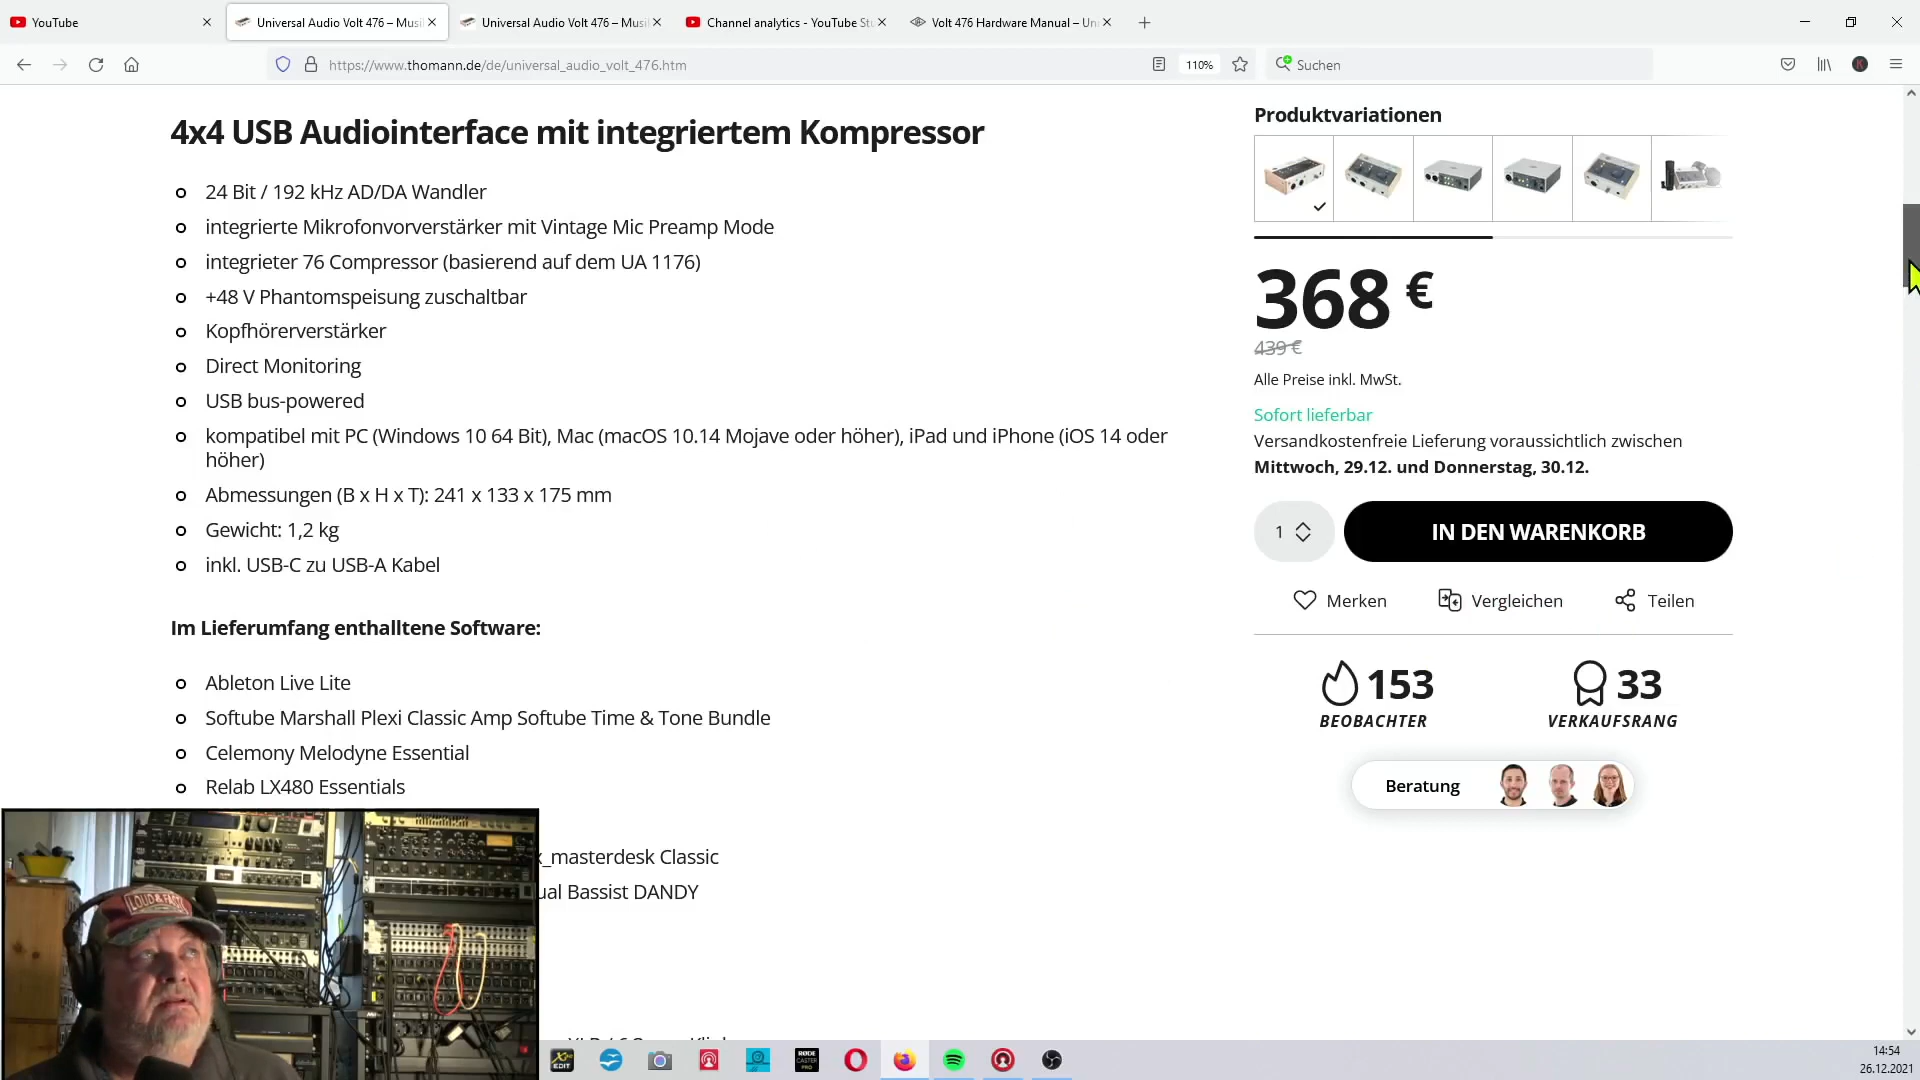 YouTube
Universal Audio Volt 476 – Musi
Universal Audio Volt 476 – Musi
Channel analytics - YouTube St
Volt 476 Hardware Manual – Un
https://www.thomann.de/de/universal_audio_volt_476.htm
110%
Suchen
4x4 USB Audiointerface mit integriertem Kompressor
24 Bit / 192 kHz AD/DA Wandler
integrierte Mikrofonvorverstärker mit Vintage Mic Preamp Mode
integrieter 76 Compressor (basierend auf dem UA 1176)
+48 V Phantomspeisung zuschaltbar
Kopfhörerverstärker
Direct Monitoring
USB bus-powered
kompatibel mit PC (Windows 10 64 Bit), Mac (macOS 10.14 Mojave oder höher), iPad und iPhone (iOS 14 oder
höher)
Abmessungen (B x H x T): 241 x 133 x 175 mm
Gewicht: 1,2 kg
inkl. USB-C zu USB-A Kabel
Im Lieferumfang enthalltene Software:
Ableton Live Lite
Softube Marshall Plexi Classic Amp Softube Time & Tone Bundle
Celemony Melodyne Essential
Relab LX480 Essentials
x_masterdesk Classic
ual Bassist DANDY
Produktvariationen
368 €
439 €
Alle Preise inkl. MwSt.
Sofort lieferbar
Versandkostenfreie Lieferung voraussichtlich zwischen
Mittwoch, 29.12. und Donnerstag, 30.12.
1
IN DEN WARENKORB
Merken
Vergleichen
Teilen
153
BEOBACHTER
33
VERKAUFSRANG
Beratung
LOUD & FAST
EDIT
RØDE
CASTER
PRO
14:54
26.12.2021